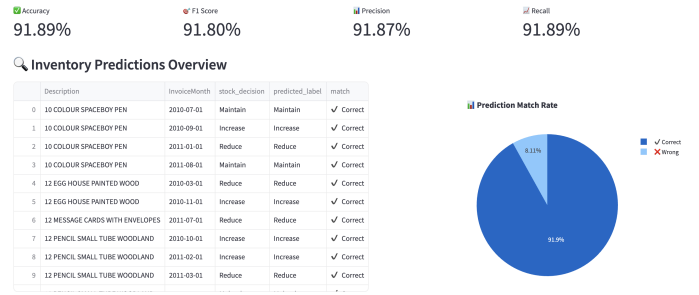 ✅ Accuracy
91.89%
🎯 F1 Score
91.80%
📊 Precision
91.87%
📈 Recall
91.89%
🔍 Inventory Predictions Overview
Description InvoiceMonth stock_decision predicted_label match
0 10 COLOUR SPACEBOY PEN 2010-07-01 Maintain Maintain ✔ Correct
1 10 COLOUR SPACEBOY PEN 2010-09-01 Increase Increase ✔ Correct
2 10 COLOUR SPACEBOY PEN 2011-01-01 Reduce Reduce ✔ Correct
3 10 COLOUR SPACEBOY PEN 2011-08-01 Maintain Maintain ✔ Correct
4 12 EGG HOUSE PAINTED WOOD 2010-03-01 Reduce Reduce ✔ Correct
5 12 EGG HOUSE PAINTED WOOD 2010-11-01 Increase Increase ✔ Correct
6 12 MESSAGE CARDS WITH ENVELOPES 2011-07-01 Reduce Reduce ✔ Correct
7 12 PENCIL SMALL TUBE WOODLAND 2010-10-01 Increase Increase ✔ Correct
8 12 PENCIL SMALL TUBE WOODLAND 2011-02-01 Increase Increase ✔ Correct
9 12 PENCIL SMALL TUBE WOODLAND 2011-03-01 Reduce Reduce ✔ Correct
📊 Prediction Match Rate
8.11%
91.9%
✔ Correct
❌ Wrong